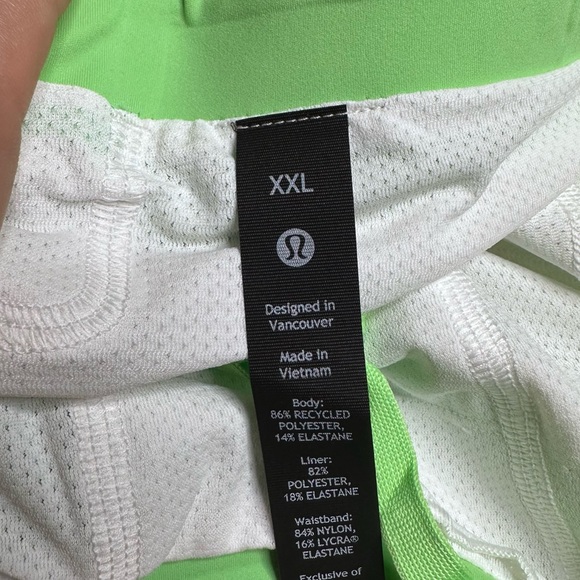 XXL
Designed in
Vancouver
Made in
Vietnam
Body:
86% RECYCLED
POLYESTER,
14% ELASTANE
Liner:
82%
POLYESTER,
18% ELASTANE
Waistband:
84% NYLON,
16% LYCRA®
ELASTANE
Exclusive of